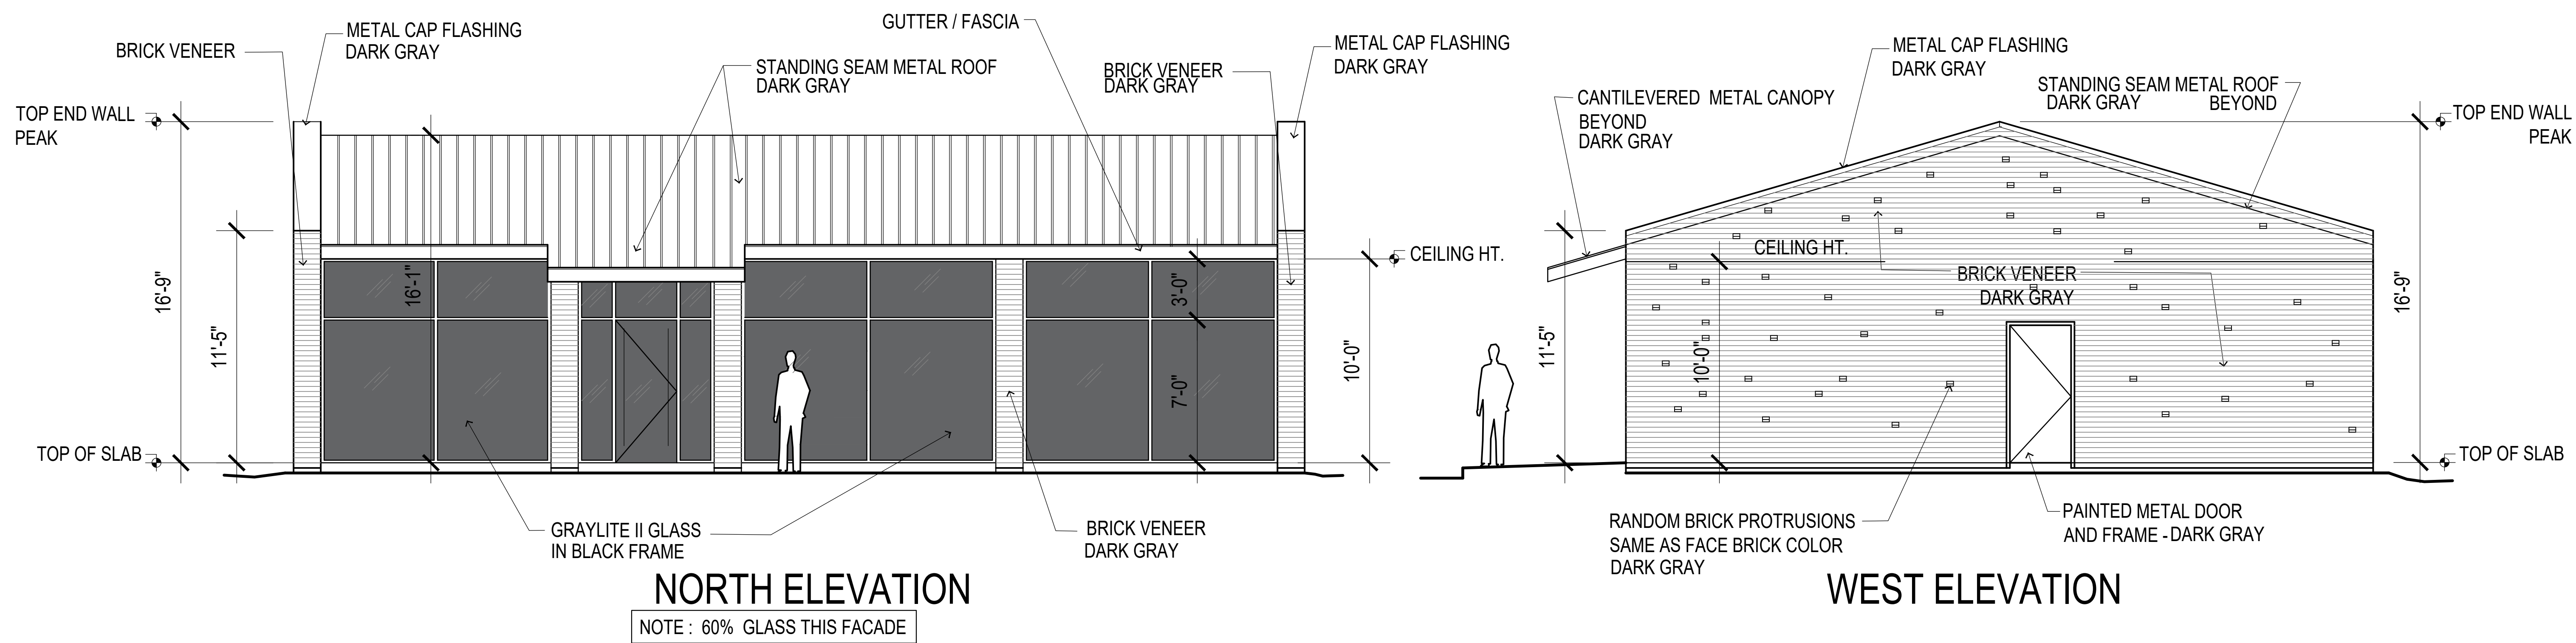 GUTTER / FASCIA
METAL CAP FLASHING
DARK GRAY
BRICK VENEER
STANDING SEAM METAL ROOF
DARK GRAY
BRICK VENEER
DARK GRAY
METAL CAP FLASHING
DARK GRAY
TOP END WALL
PEAK
16'-9"
11'-5"
16'-1"
3'-0"
7'-0"
10'-0"
CEILING HT.
TOP OF SLAB
GRAYLITE II GLASS
IN BLACK FRAME
BRICK VENEER
DARK GRAY
NORTH ELEVATION
NOTE : 60% GLASS THIS FACADE
METAL CAP FLASHING
DARK GRAY
CANTILEVERED METAL CANOPY
BEYOND
DARK GRAY
STANDING SEAM METAL ROOF
DARK GRAY BEYOND
TOP END WALL
PEAK
CEILING HT.
BRICK VENEER
DARK GRAY
11'-5"
10'-0"
16'-9"
TOP OF SLAB
RANDOM BRICK PROTRUSIONS
SAME AS FACE BRICK COLOR
DARK GRAY
PAINTED METAL DOOR
AND FRAME - DARK GRAY
WEST ELEVATION